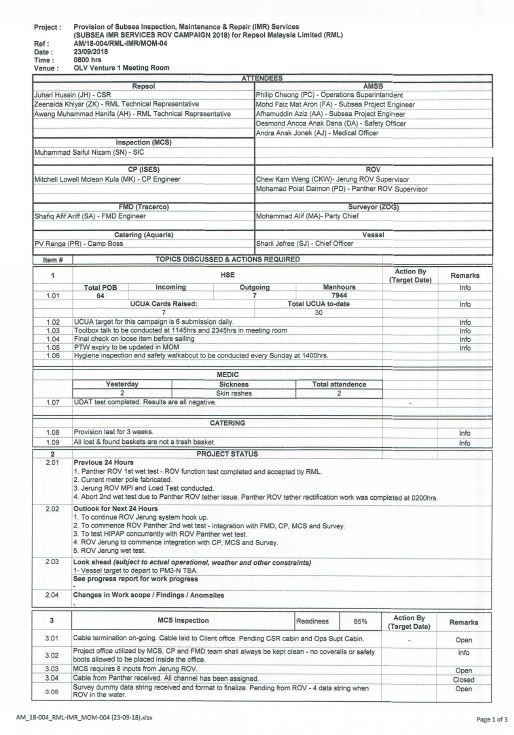 Project : Provision of Subsea Inspection, Maintenance & Repair (IMR) Services
(SUBSEA IMR SERVICES ROV CAMPAIGN 2018) for Repsol Malaysia Limited (RML)
Ref : AM/18-004/RML-IMR/MOM-04
Date : 23/09/2018
Time : 0800 hrs
Venue : OLV Venture 1 Meeting Room
ATTENDEES
Repsol AMSB
Juhari Hussin (JH) - CSR Philip Cheong (PC) - Operations Superintendent
Zeenaida Khiyar (ZK) - RML Technical Representative Mohd Faiz Mat Aron (FA) - Subsea Project Engineer
Awang Muhammad Hanifa (AH) - RML Technical Representative Afhamuddin Aziz (AA) - Subsea Project Engineer
Desmond Ancoa Anak Dana (DA) - Safety Officer
Andra Anak Jonek (AJ) - Medical Officer
Inspection (MCS)
Muhammad Saiful Nizam (SN) - SIC
CP (ISES) ROV
Mitchell Lowell Mclean Kula (MK) - CP Engineer Chew Kam Weng (CKW)- Jerung ROV Supervisor
Mohamad Polat Daimon (PD) - Panther ROV Supervisor
FMD (Tracerco) Surveyor (ZOG)
Shafiq Afif Ariff (SA) - FMD Engineer Mohammad Alif (MA)- Party Chief
Catering (Aquaris) Vessel
PV Ranga (PR) - Camp Boss Sharil Jefree (SJ) - Chief Officer
Item # TOPICS DISCUSSED & ACTIONS REQUIRED
1 HSE Action By (Target Date) Remarks
Total POB Incoming Outgoing Manhours Info
1.01 64 7 7944
UCUA Cards Raised: Total UCUA to-date Info
7 30
1.02 UCUA target for this campaign is 6 submission daily. Info
1.03 Toolbox talk to be conducted at 1145hrs and 2345hrs in meeting room Info
1.04 Final check on loose item before sailing Info
1.05 PTW expiry to be updated in MOM Info
1.06 Hygiene inspection and safety walkabout to be conducted every Sunday at 1400hrs.
MEDIC
Yesterday Sickness Total attendence
2 Skin rashes 2
1.07 UDAT test completed. Results are all negative. -
CATERING
1.08 Provision last for 3 weeks. Info
1.09 All lost & found baskets are not a trash basket. Info
2 PROJECT STATUS
2.01 Previous 24 Hours
1. Panther ROV 1st wet test - ROV function test completed and accepted by RML.
2. Current meter pole fabricated.
3. Jerung ROV MPI and Load Test conducted.
4. Abort 2nd wet test due to Panther ROV tether issue. Panther ROV tether rectification work was completed at 0200hrs.
2.02 Outlook for Next 24 Hours
1. To continue ROV Jerung system hook up.
2. To commence ROV Panther 2nd wet test - integration with FMD, CP, MCS and Survey.
3. To test HIPAP concurrently with ROV Panther wet test.
4. ROV Jerung to commence integration with CP, MCS and Survey.
5. ROV Jerung wet test.
2.03 Look ahead (subject to actual operational, weather and other constraints)
1- Vessel target to depart to PM3-N TBA.
See progress report for work progress
-
2.04 Changes in Work scope / Findings / Anomalies
-
3 MCS Inspection Readiness 85% Action By (Target Date) Remarks
3.01 Cable termination on-going. Cable laid to Client office. Pending CSR cabin and Ops Supt Cabin. - Open
3.02 Project office utilized by MCS, CP and FMD team shall always be kept clean - no coveralls or safety Info
boots allowed to be placed inside the office.
3.03 MCS requires 8 inputs from Jerung ROV. Open
3.04 Cable from Panther received. All channel has been assigned. Closed
3.05 Survey dummy data string received and format to finalize. Pending from ROV - 4 data string when Open
ROV in the water.
AM_18-004_RML-IMR_MOM-04 (23-09-18).xlsx Page 1 of 3